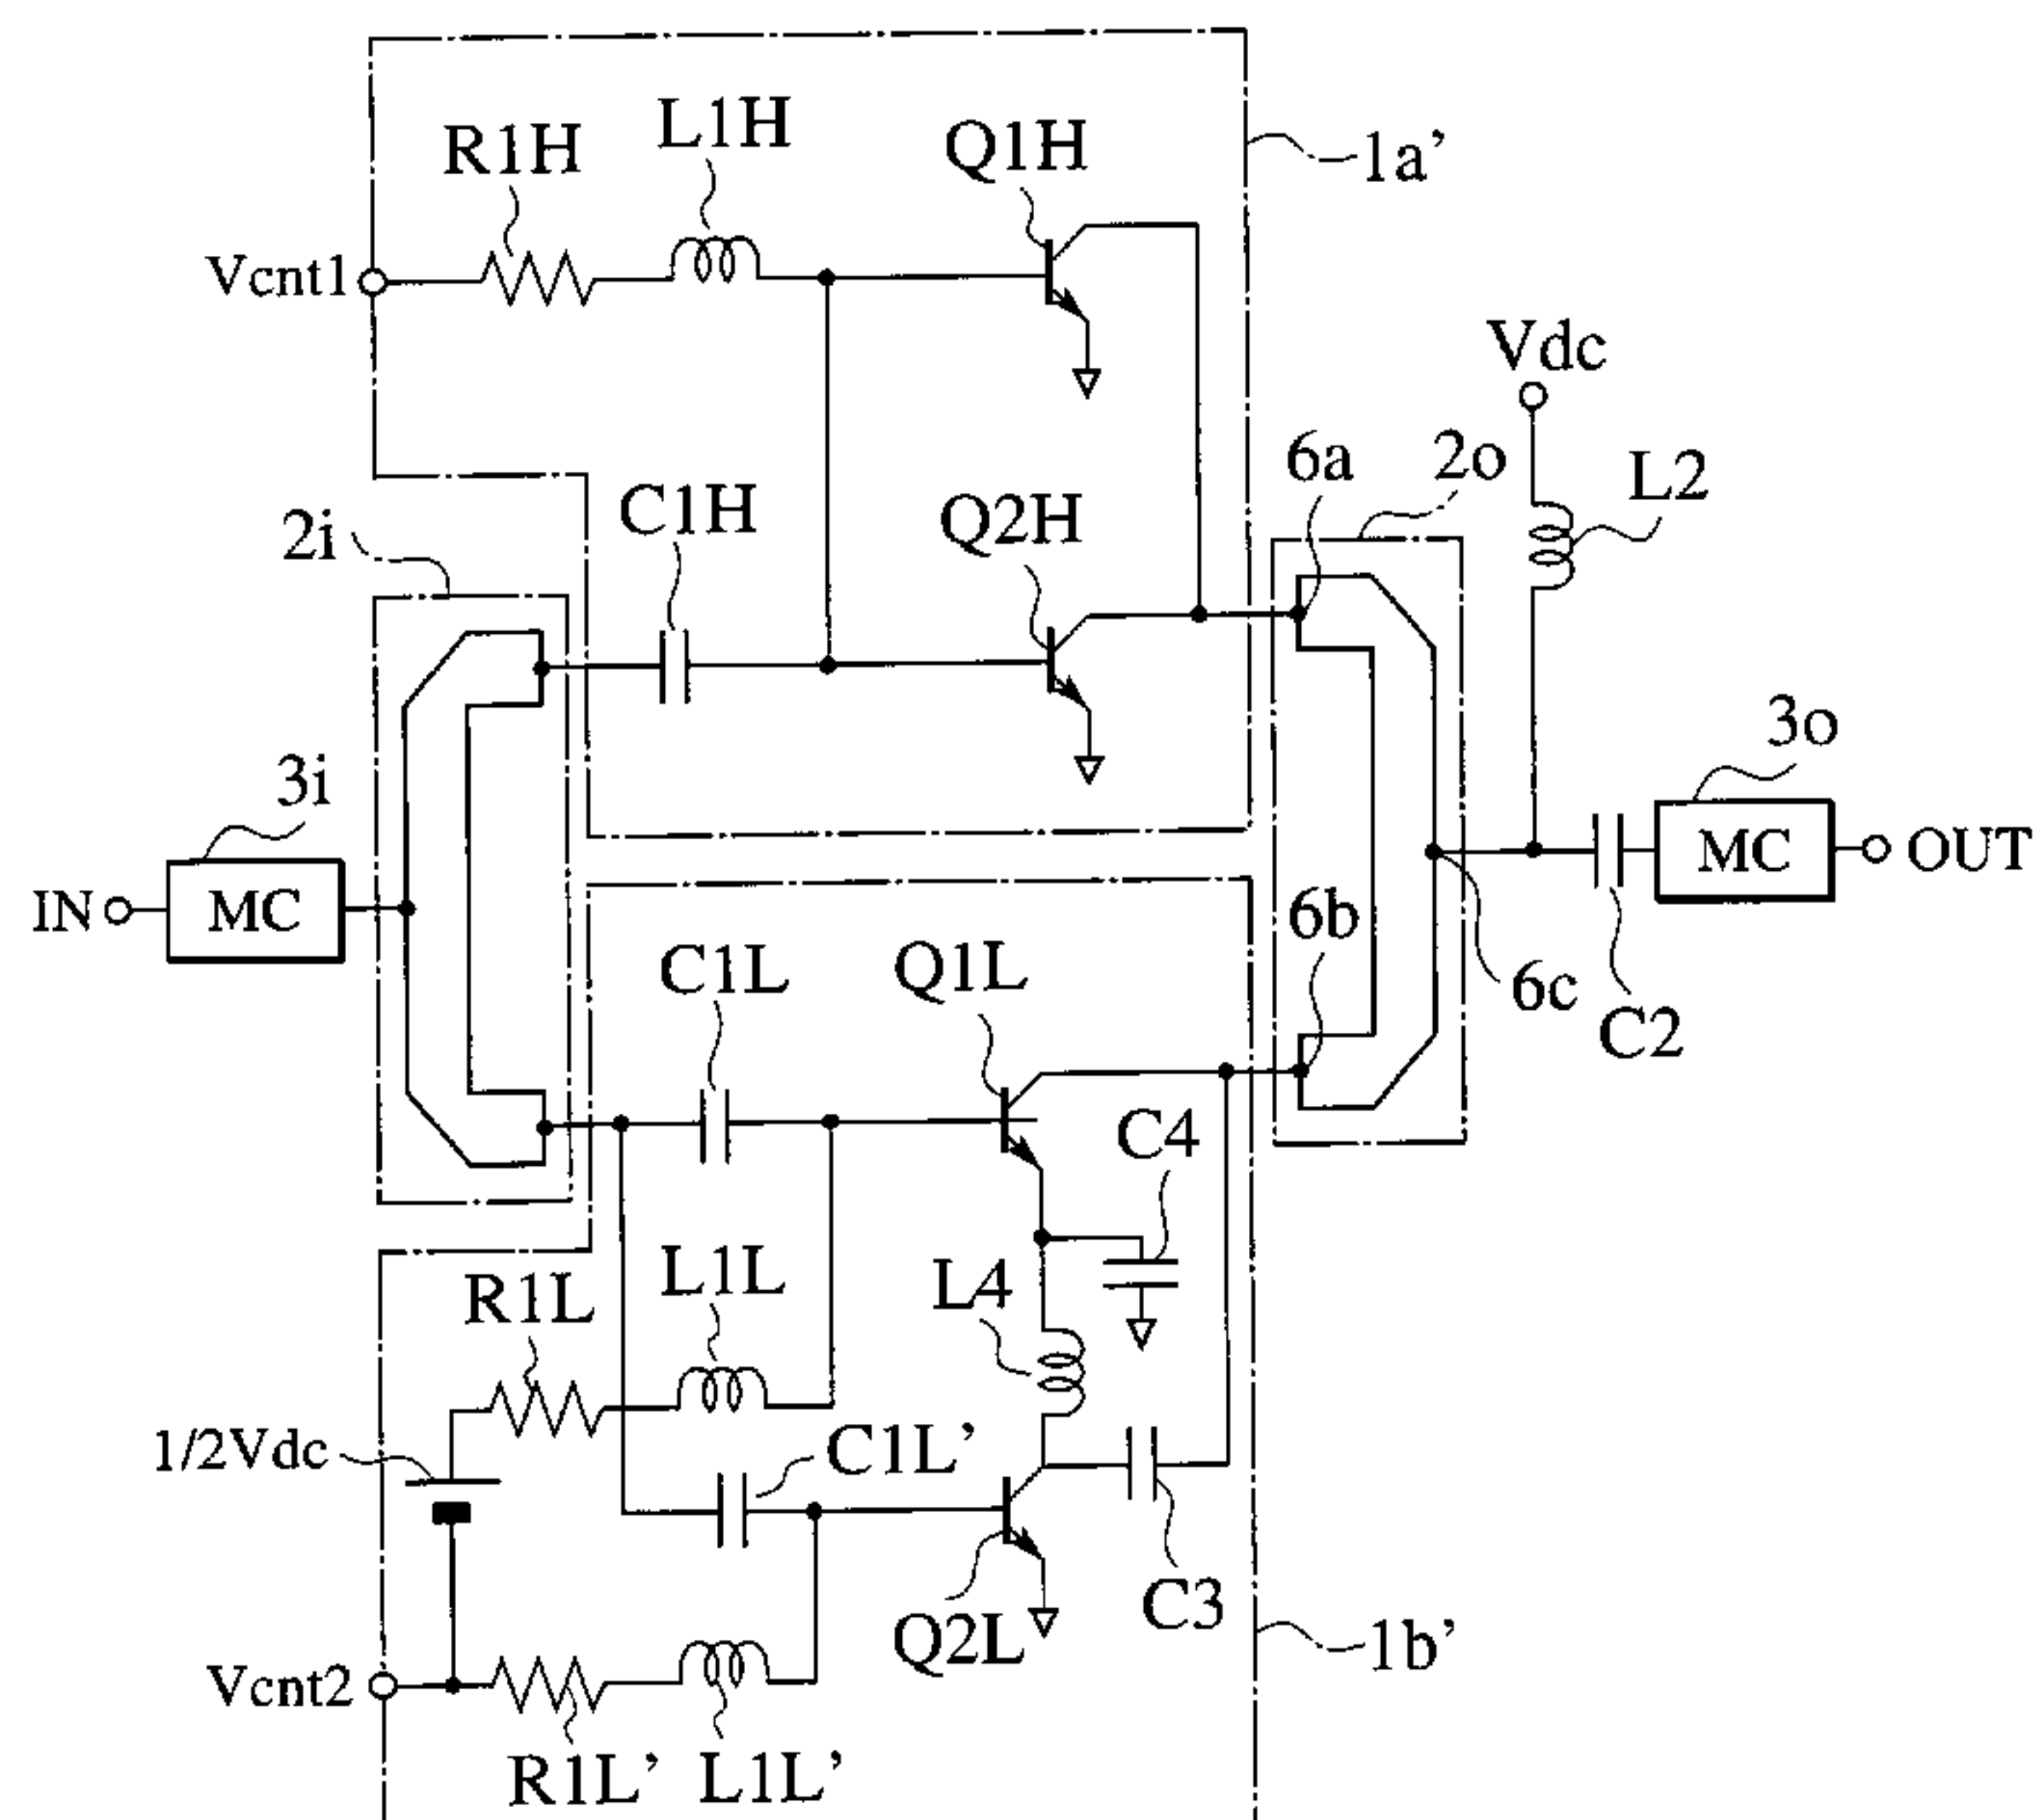 1a’
L1H
R1H
Q1H
Vcnt1
Vdc
6a
2o
L2
C1H
Q2H
2i
3o
3i
MC
OUT
IN
MC
6b
C1L
Q1L
6c
C2
C4
L1L
L4
R1L
1/2Vdc
C1L’
C3
Q2L
1b’
Vcnt2
R1L’
L1L’